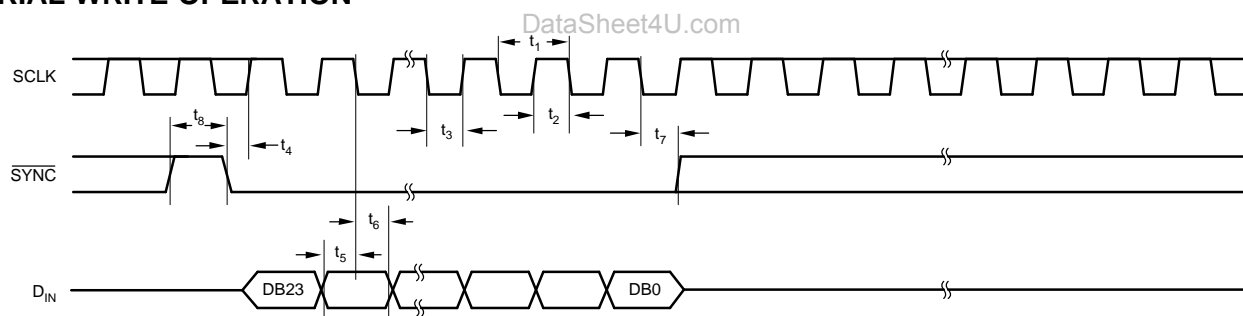 RIAL WRITE OPERATION
DataSheet4U.com
SCLK
t1
t8
t4
t3
t2
t7
SYNC
t6
t5
DIN
DB23
DB0